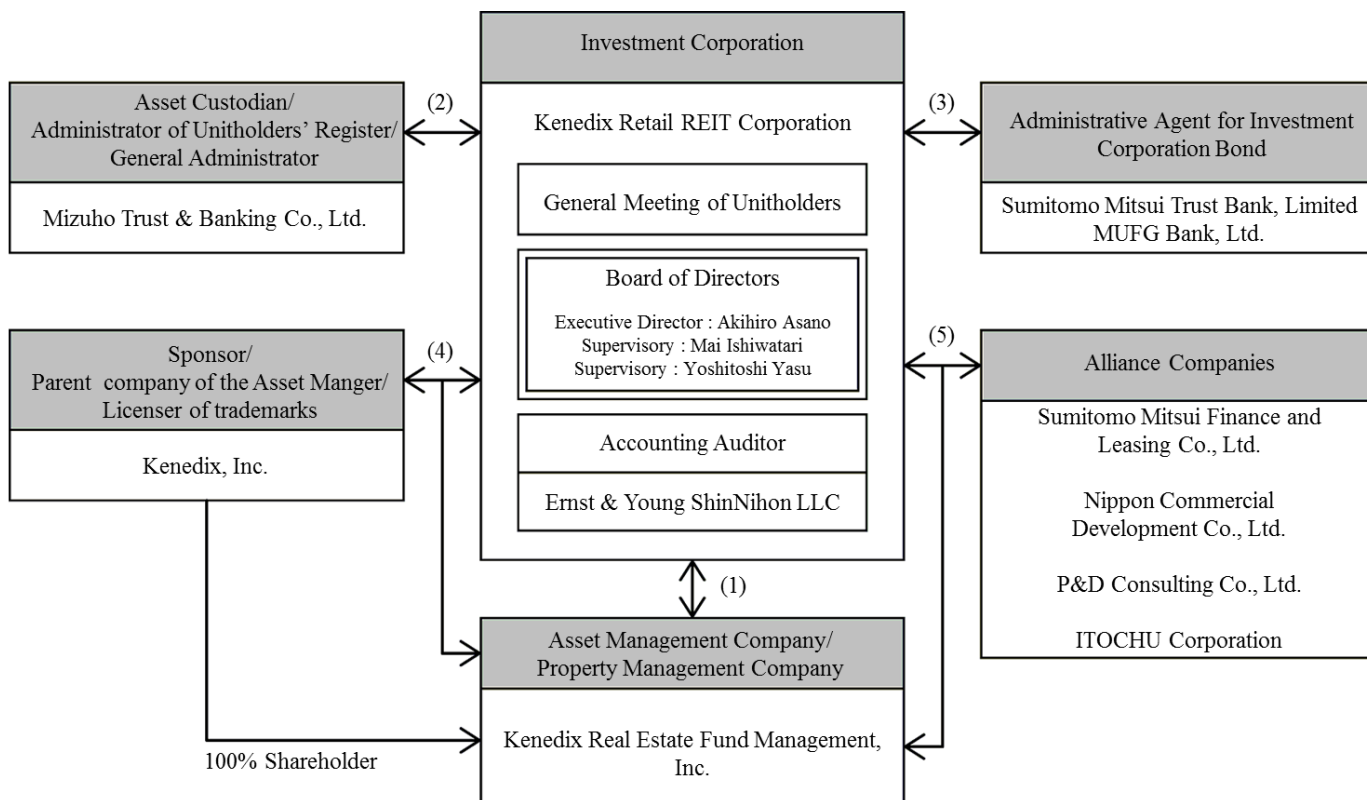 Investment Corporation
Kenedix Retail REIT Corporation
General Meeting of Unitholders
Board of Directors
Executive Director : Akihiro Asano
Supervisory : Mai Ishiwatari
Supervisory : Yoshitoshi Yasu
Accounting Auditor
Ernst & Young ShinNihon LLC
Asset Custodian/
Administrator of Unitholders’ Register/
General Administrator
Mizuho Trust & Banking Co., Ltd.
(2)
(3)
Administrative Agent for Investment
Corporation Bond
Sumitomo Mitsui Trust Bank, Limited
MUFG Bank, Ltd.
Sponsor/
Parent company of the Asset Manger/
Licenser of trademarks
Kenedix, Inc.
(4)
(5)
Alliance Companies
Sumitomo Mitsui Finance and
Leasing Co., Ltd.
Nippon Commercial
Development Co., Ltd.
P&D Consulting Co., Ltd.
ITOCHU Corporation
(1)
Asset Management Company/
Property Management Company
Kenedix Real Estate Fund Management,
Inc.
100% Shareholder